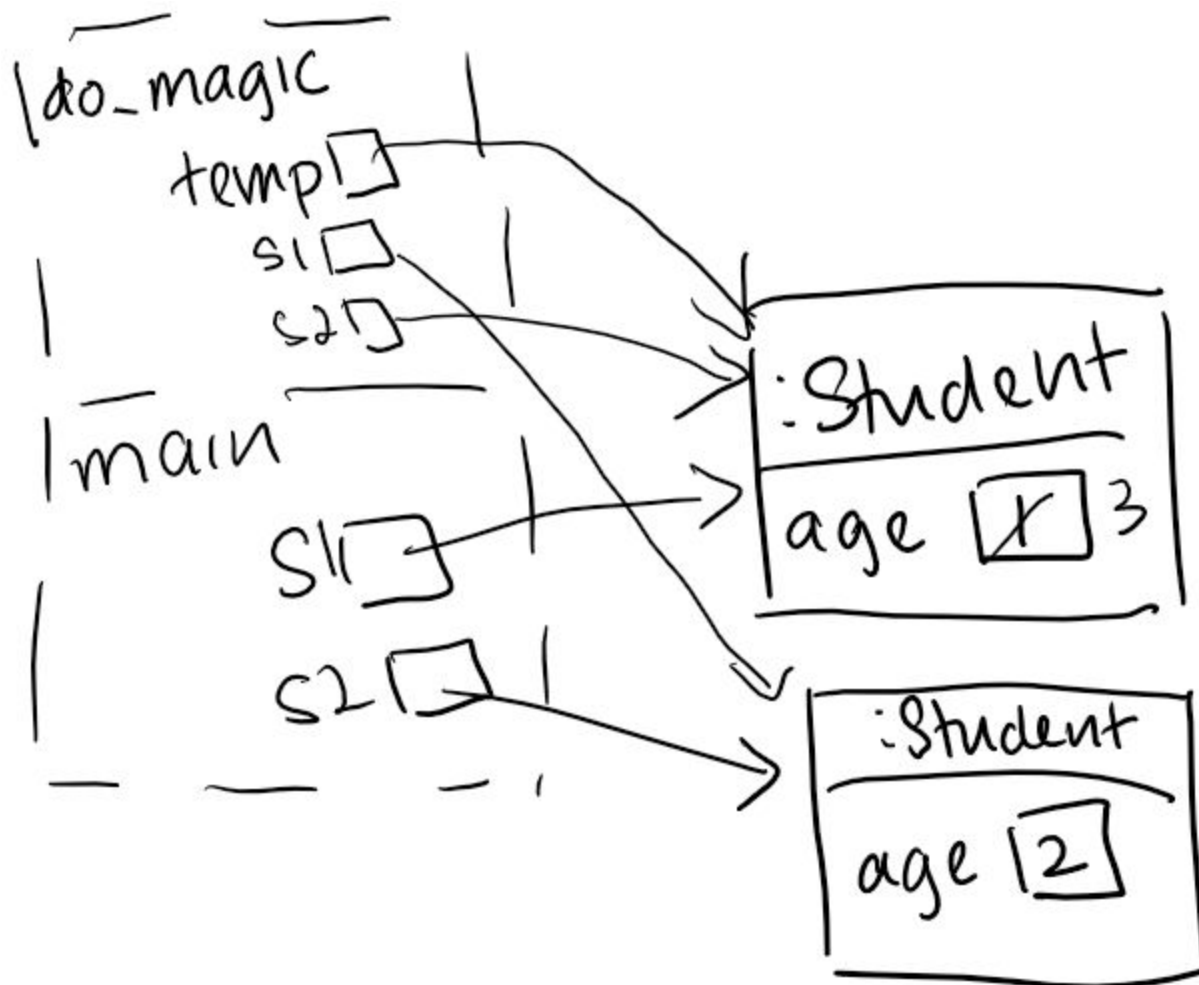 do_magic
temp
s1
s2
main
S1
S2
:Student
age 1 3
:Student
age 2